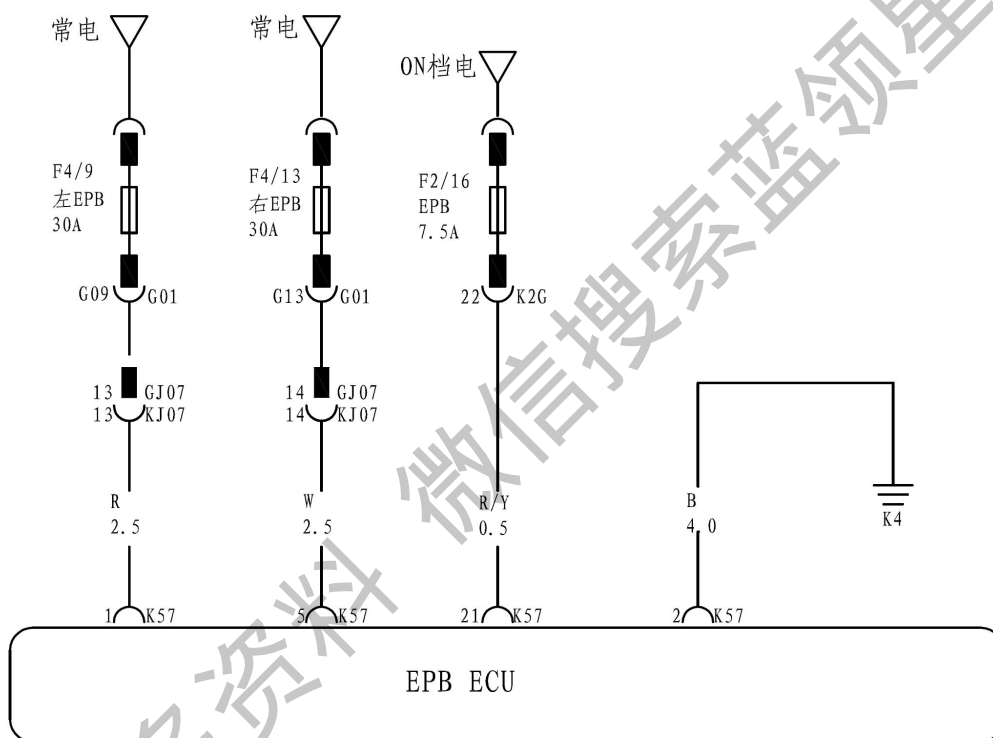 常电
常电
ON档电
F4/9
左EPB
30A
F4/13
右EPB
30A
F2/16
EPB
7.5A
G09 G01
G13 G01
22 K2G
13 GJ07
13 KJ07
14 GJ07
14 KJ07
R
2.5
W
2.5
R/Y
0.5
B
4.0
K4
1 K57
5 K57
21 K57
2 K57
EPB ECU
资料 微信搜索蓝领星